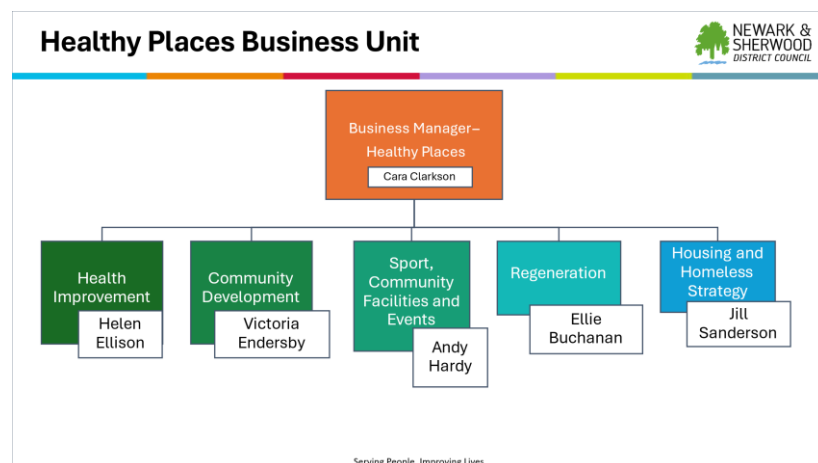 Healthy Places Business Unit
NEWARK &
SHERWOOD
DISTRICT COUNCIL
Business Manager–
Healthy Places
Cara Clarkson
Health
Improvement
Helen
Ellison
Community
Development
Victoria
Endersby
Sport,
Community
Facilities and
Events
Andy
Hardy
Regeneration
Ellie
Buchanan
Housing and
Homeless
Strategy
Jill
Sanderson
Serving People, Improving Lives